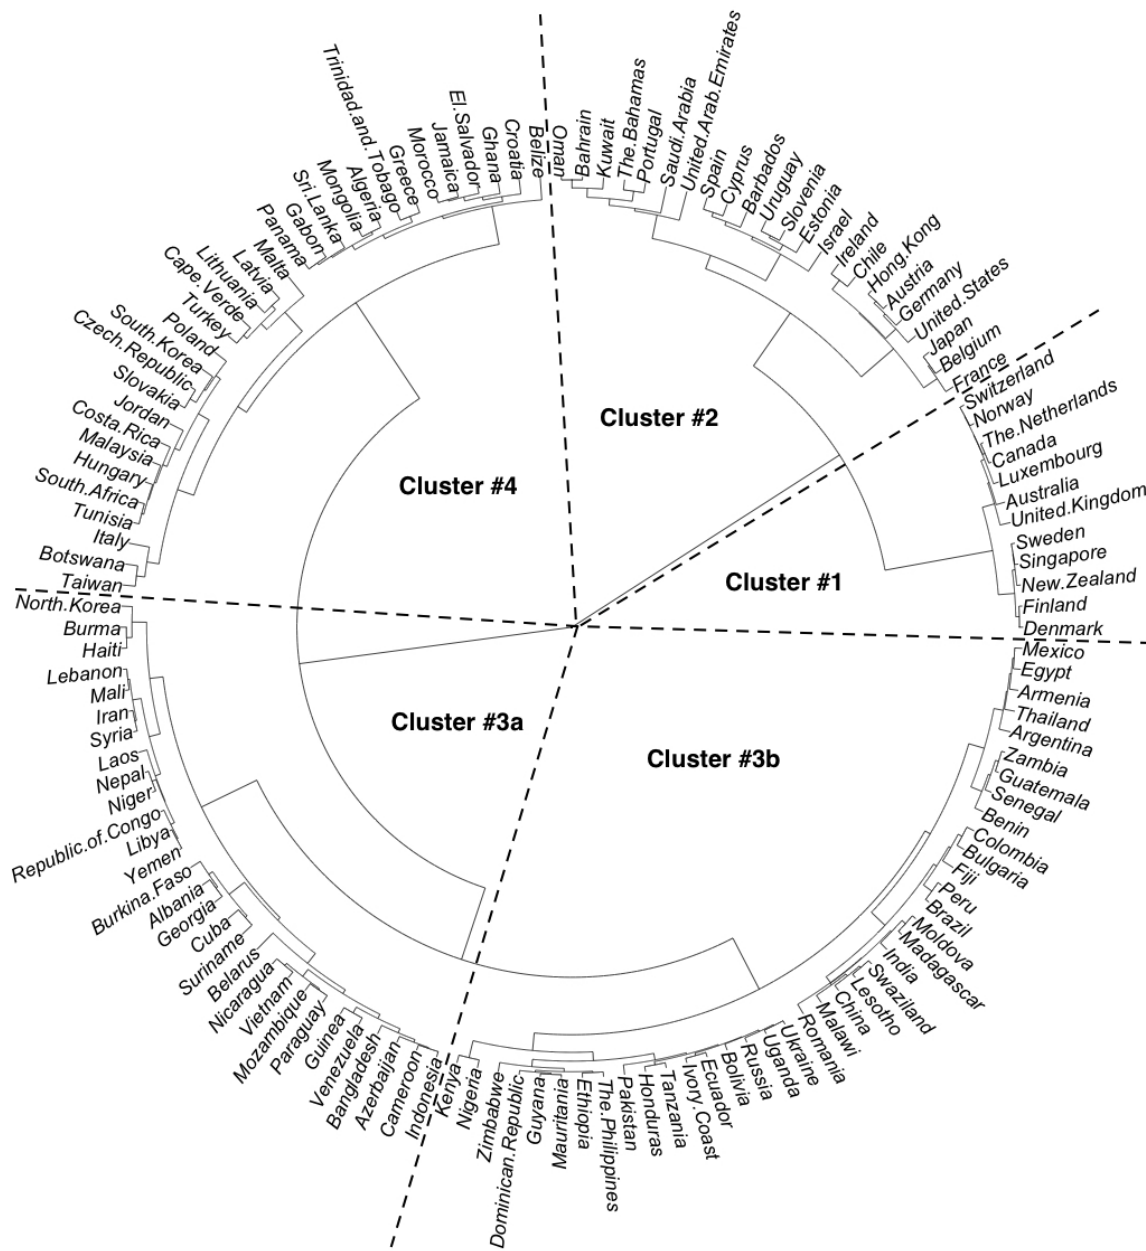 Oman
Bahrain
Kuwait
The.Bahamas
Portugal
Saudi.Arabia
United.Arab.Emirates
Spain
Cyprus
Barbados
Uruguay
Slovenia
Estonia
Israel
Ireland
Chile
Hong.Kong
Austria
Germany
United.States
Japan
Belgium
France
Switzerland
Norway
The.Netherlands
Canada
Luxembourg
Australia
United.Kingdom
Sweden
Singapore
New.Zealand
Finland
Denmark
Mexico
Egypt
Armenia
Thailand
Argentina
Zambia
Guatemala
Senegal
Benin
Colombia
Bulgaria
Fiji
Peru
Brazil
Moldova
Madagascar
India
Swaziland
Lesotho
China
Malawi
Romania
Ukraine
Uganda
Russia
Bolivia
Ecuador
Ivory.Coast
Tanzania
Honduras
Pakistan
The.Philippines
Ethiopia
Mauritania
Guyana
Dominican.Republic
Zimbabwe
Nigeria
Kenya
Indonesia
Cameroon
Azerbaijan
Bangladesh
Venezuela
Guinea
Paraguay
Mozambique
Vietnam
Nicaragua
Belarus
Suriname
Cuba
Georgia
Albania
Burkina.Faso
Yemen
Libya
Republic.of.Congo
Niger
Nepal
Laos
Syria
Iran
Mali
Lebanon
Haiti
Burma
North.Korea
Taiwan
Botswana
Italy
Tunisia
South.Africa
Hungary
Malaysia
Costa.Rica
Jordan
Slovakia
Czech.Republic
South.Korea
Poland
Turkey
Cape.Verde
Lithuania
Latvia
Malta
Panama
Gabon
Sri.Lanka
Mongolia
Algeria
Trinidad.and.Tobago
Greece
Morocco
Jamaica
El.Salvador
Ghana
Croatia
Belize
Cluster #2
Cluster #4
Cluster #1
Cluster #3a
Cluster #3b